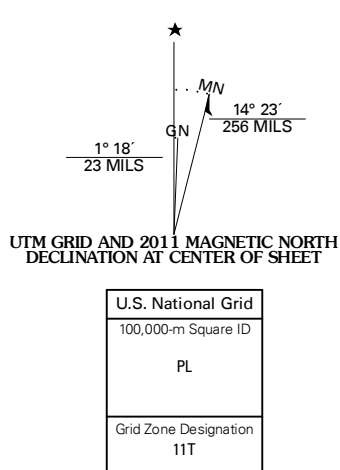 MN
GN
14° 23´
256 MILS
1° 18´
23 MILS
UTM GRID AND 2011 MAGNETIC NORTH
DECLINATION AT CENTER OF SHEET
U.S. National Grid
100,000-m Square ID
PL
Grid Zone Designation
11T